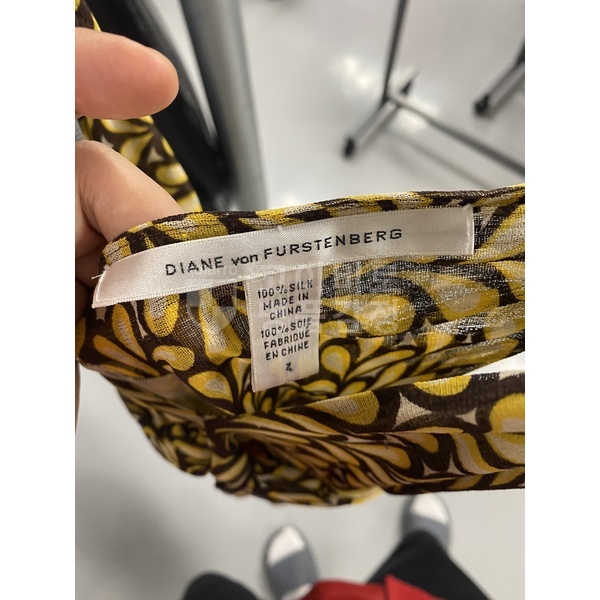 DIANE von FURSTENBERG
100% SILK
MADE IN
CHINA
100% SOIE
FABRIQUE
EN CHINE
Z